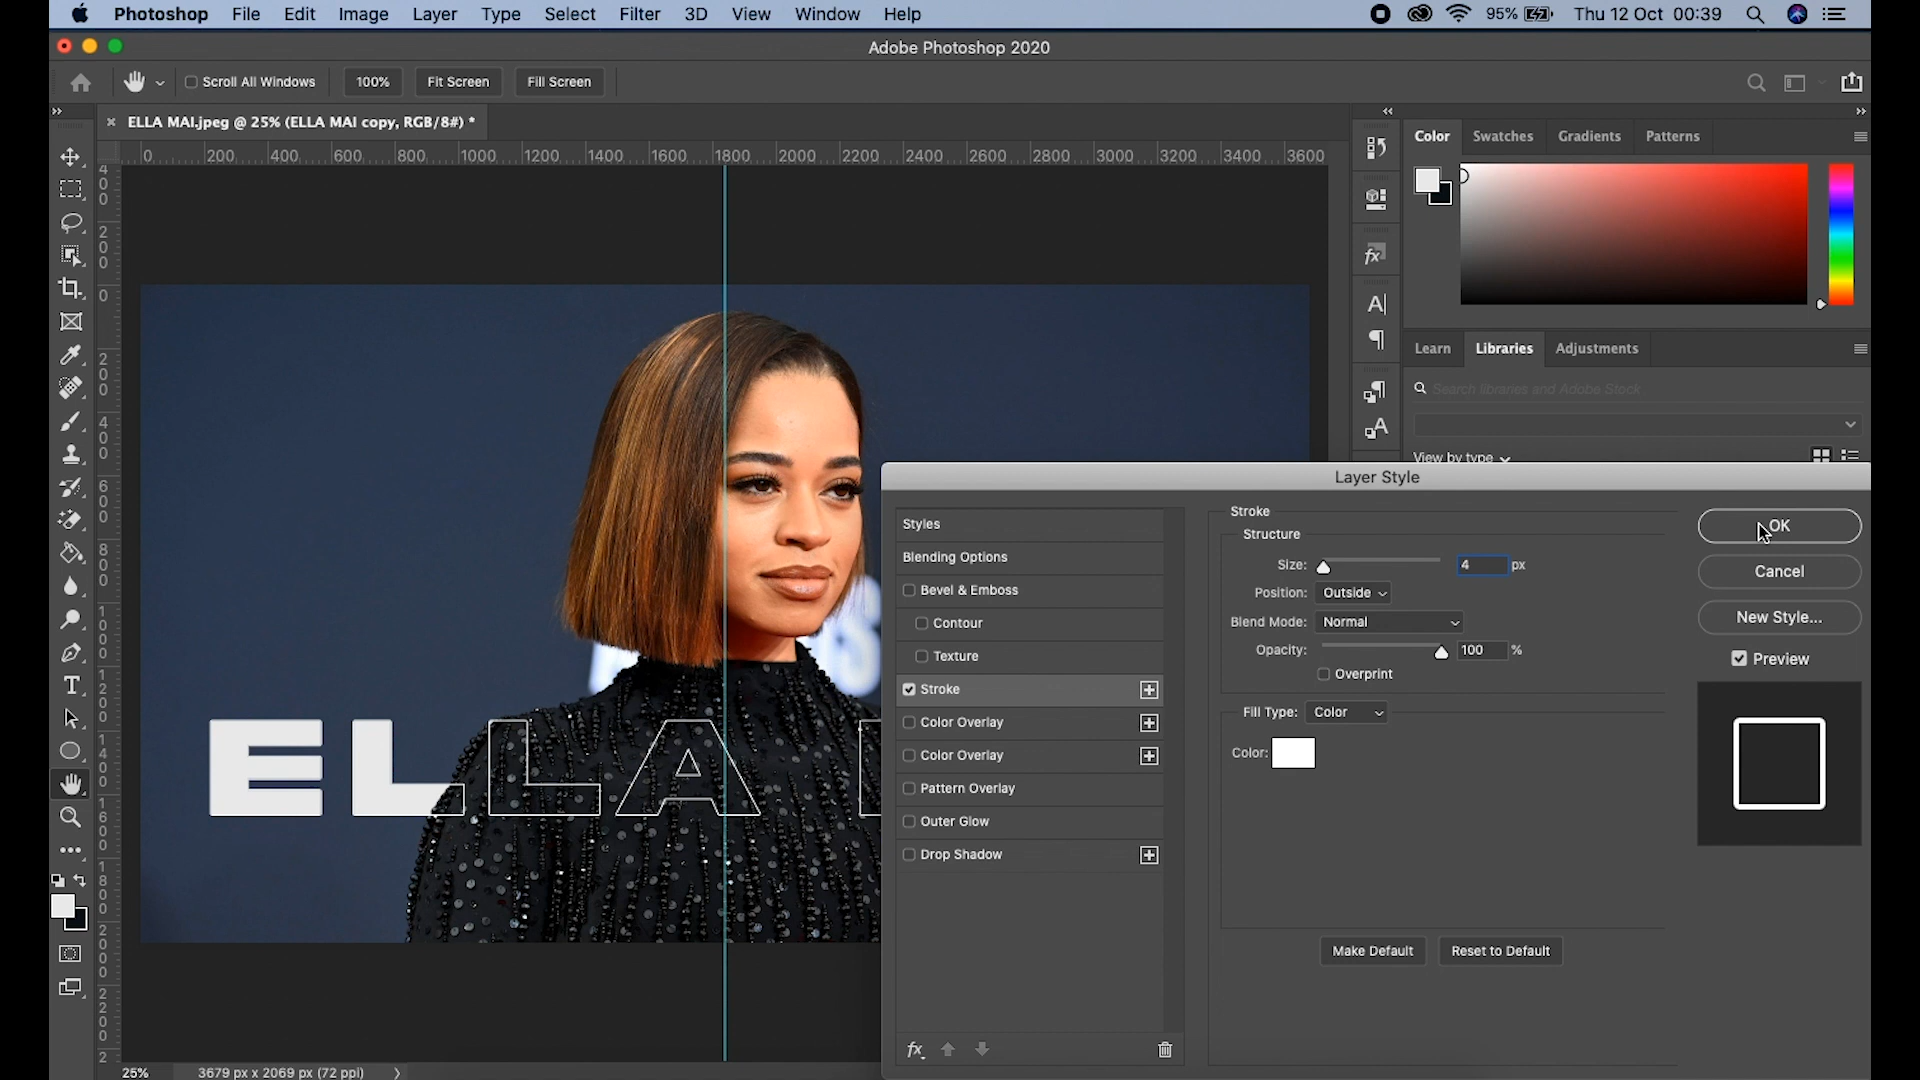 Photoshop File Edit Image Layer Type Select Filter 3D View Window Help 95% Thu 12 Oct 00:39
Adobe Photoshop 2020
Scroll All Windows 100% Fit Screen Fill Screen
ELLA MAI.jpeg @ 25% (ELLA MAI copy, RGB/8#) *
0 200 400 600 800 1000 1200 1400 1600 1800 2000 2200 2400 2600 2800 3000 3200 3400 3600
Color Swatches Gradients Patterns
Learn Libraries Adjustments
Search libraries and Adobe Stock
View by type
Layer Style
Styles
Blending Options
Bevel & Emboss
Contour
Texture
Stroke
Color Overlay
Color Overlay
Pattern Overlay
Outer Glow
Drop Shadow
fx
Stroke
Structure
Size: 4 px
Position: Outside
Blend Mode: Normal
Opacity: 100 %
Overprint
Fill Type: Color
Color:
Make Default Reset to Default
OK
Cancel
New Style...
Preview
ELLA
25% 3679 px x 2069 px (72 ppi)